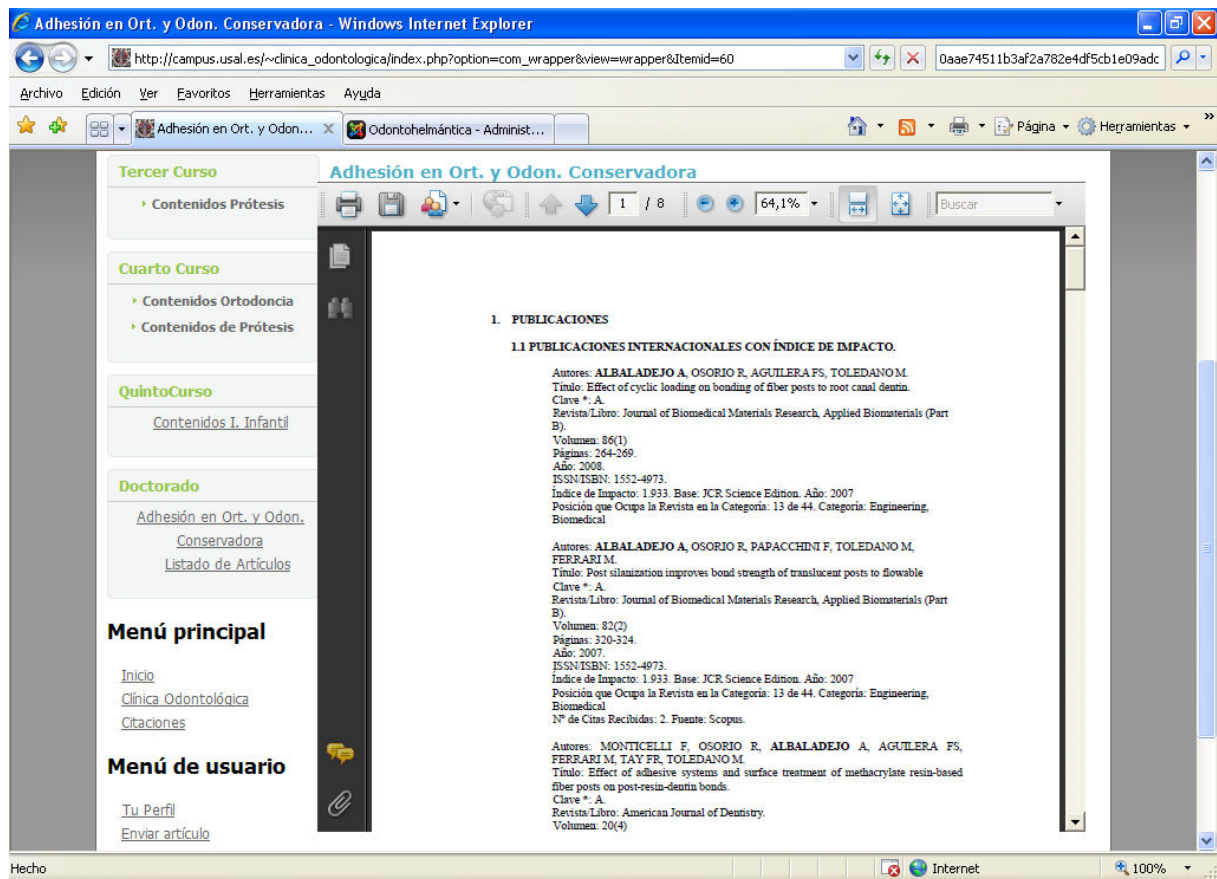 Adhesión en Ort. y Odon. Conservadora - Windows Internet Explorer
http://campus.usal.es/~clinica_odontologica/index.php?option=com_wrapper&view=wrapper&Itemid=60
0aae74511b3af2a782e4df5cb1e09adc
Archivo Edición Ver Favoritos Herramientas Ayuda
Adhesión en Ort. y Odon...
Odontohelmántica - Administ...
Página
Herramientas
Tercer Curso
Contenidos Prótesis
Cuarto Curso
Contenidos Ortodoncia
Contenidos de Prótesis
QuintoCurso
Contenidos I. Infantil
Doctorado
Adhesión en Ort. y Odon.
Conservadora
Listado de Artículos
Menú principal
Inicio
Clínica Odontológica
Citaciones
Menú de usuario
Tu Perfil
Enviar artículo
Adhesión en Ort. y Odon. Conservadora
1 / 8
64,1%
Buscar
1. PUBLICACIONES
1.1 PUBLICACIONES INTERNACIONALES CON ÍNDICE DE IMPACTO.
Autores: ALBALADEJO A, OSORIO R, AGUILERA FS, TOLEDANO M.
Título: Effect of cyclic loading on bonding of fiber posts to root canal dentin.
Clave *: A.
Revista/Libro: Journal of Biomedical Materials Research, Applied Biomaterials (Part
B).
Volumen: 86(1)
Páginas: 264-269.
Año: 2008.
ISSN/ISBN: 1552-4973.
Índice de Impacto: 1.933. Base: JCR Science Edition. Año: 2007
Posición que Ocupa la Revista en la Categoría: 13 de 44. Categoría: Engineering,
Biomedical
Autores: ALBALADEJO A, OSORIO R, PAPACCHINI F, TOLEDANO M,
FERRARI M.
Título: Post silanization improves bond strength of translucent posts to flowable
Clave *: A.
Revista/Libro: Journal of Biomedical Materials Research, Applied Biomaterials (Part
B).
Volumen: 82(2)
Páginas: 320-324.
Año: 2007.
ISSN/ISBN: 1552-4973.
Índice de Impacto: 1.933. Base: JCR Science Edition. Año: 2007
Posición que Ocupa la Revista en la Categoría: 13 de 44. Categoría: Engineering,
Biomedical
Nº de Citas Recibidas: 2. Fuente: Scopus.
Autores: MONTICELLI F, OSORIO R, ALBALADEJO A, AGUILERA FS,
FERRARI M, TAY FR, TOLEDANO M.
Título: Effect of adhesive systems and surface treatment of methacrylate resin-based
fiber posts on post-resin-dentin bonds.
Clave *: A.
Revista/Libro: American Journal of Dentistry.
Volumen: 20(4)
Hecho
Internet
100%